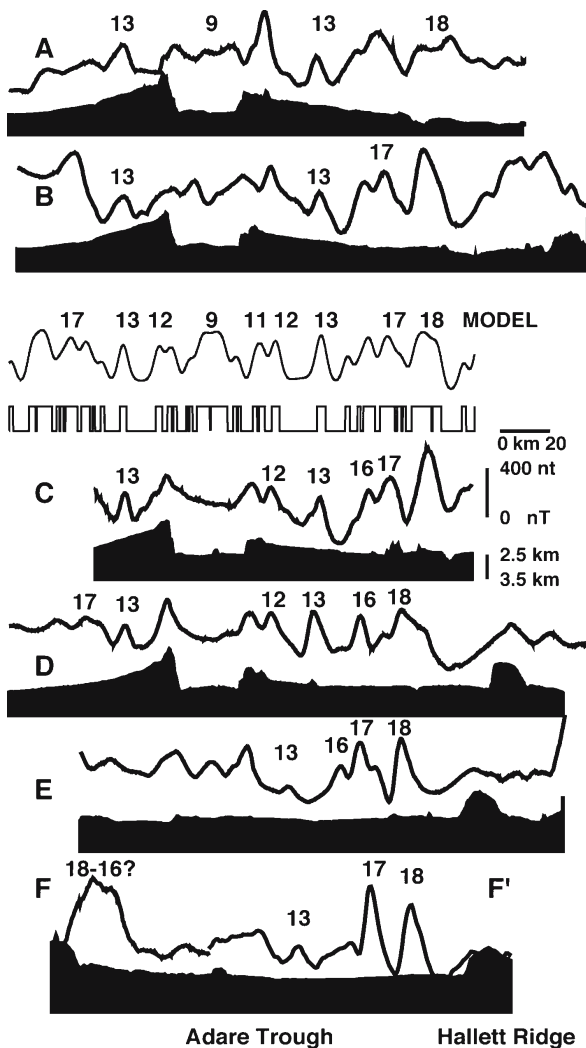 13 9 13 18
A
17
13 13
B
17 13 12 9 11 12 13 17 18 MODEL
0 km 20
400 nt
13 12 13 16 17
C
0 nT
2.5 km
3.5 km
17 13 12 13 16 18
D
17 18
13 16
E
18-16? 17 18
F F'
13
Adare Trough Hallett Ridge